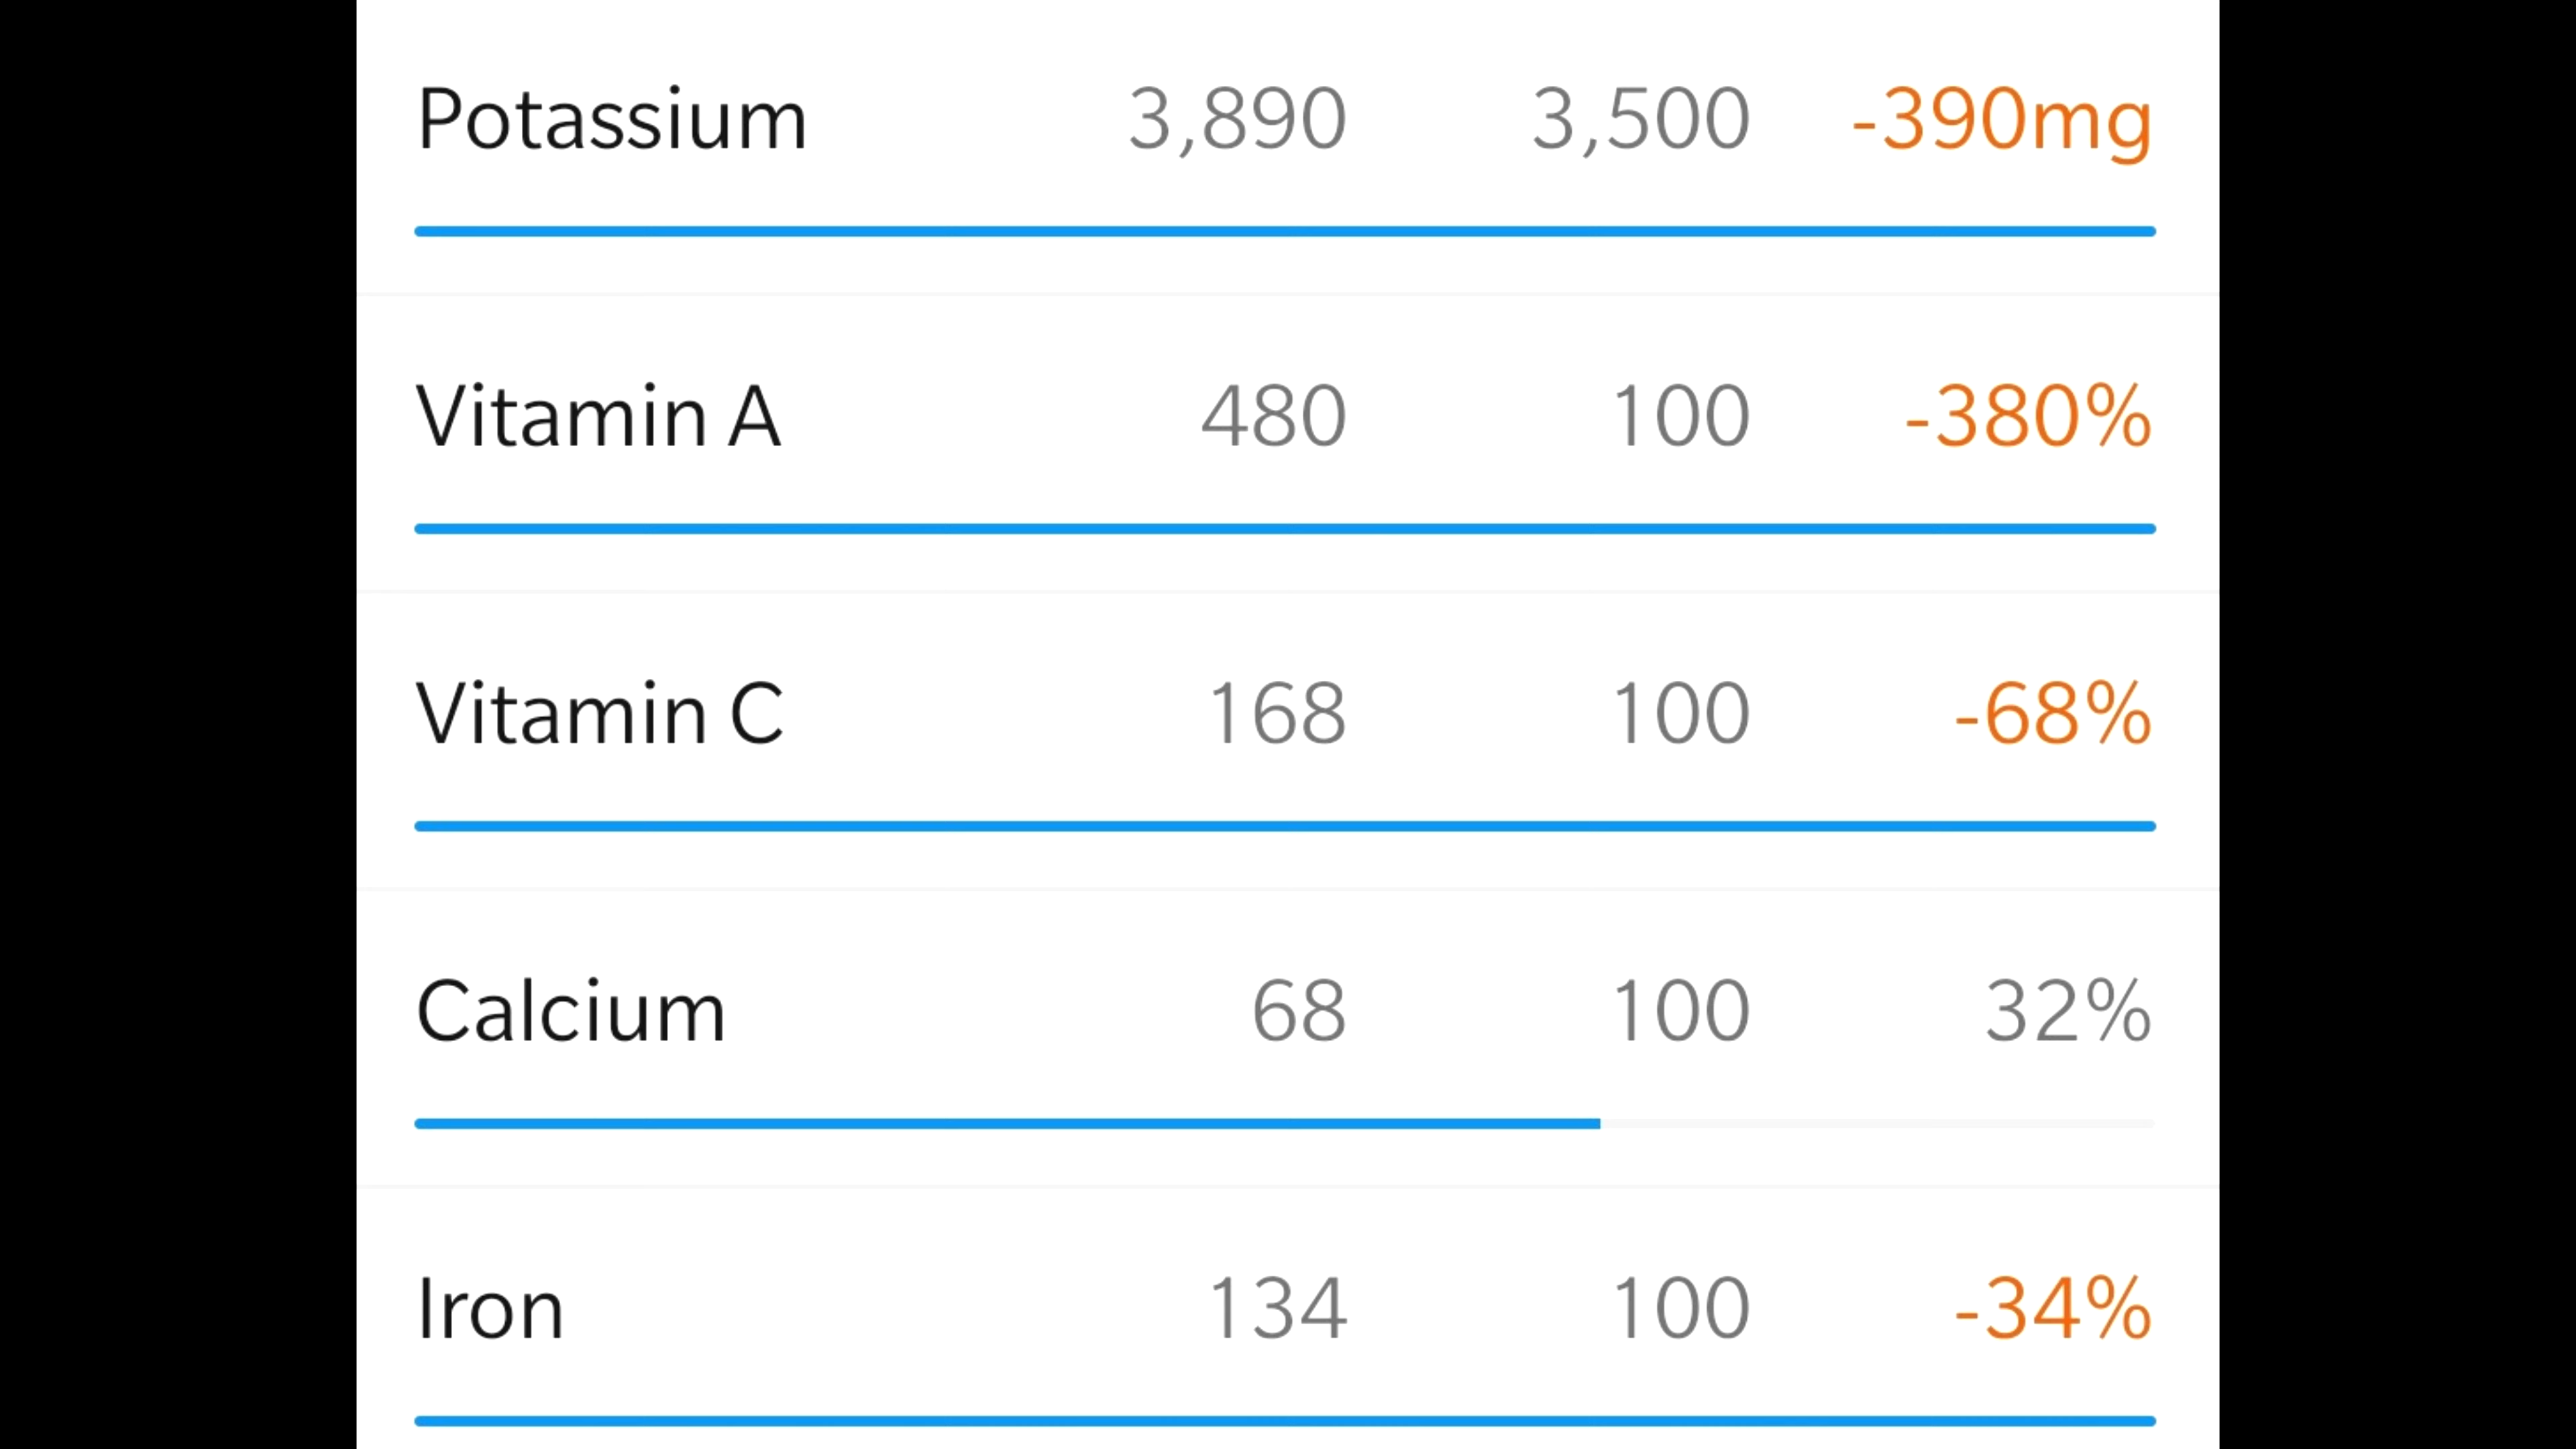 Potassium 3,890 3,500 -390mg
Vitamin A 480 100 -380%
Vitamin C 168 100 -68%
Calcium 68 100 32%
Iron 134 100 -34%